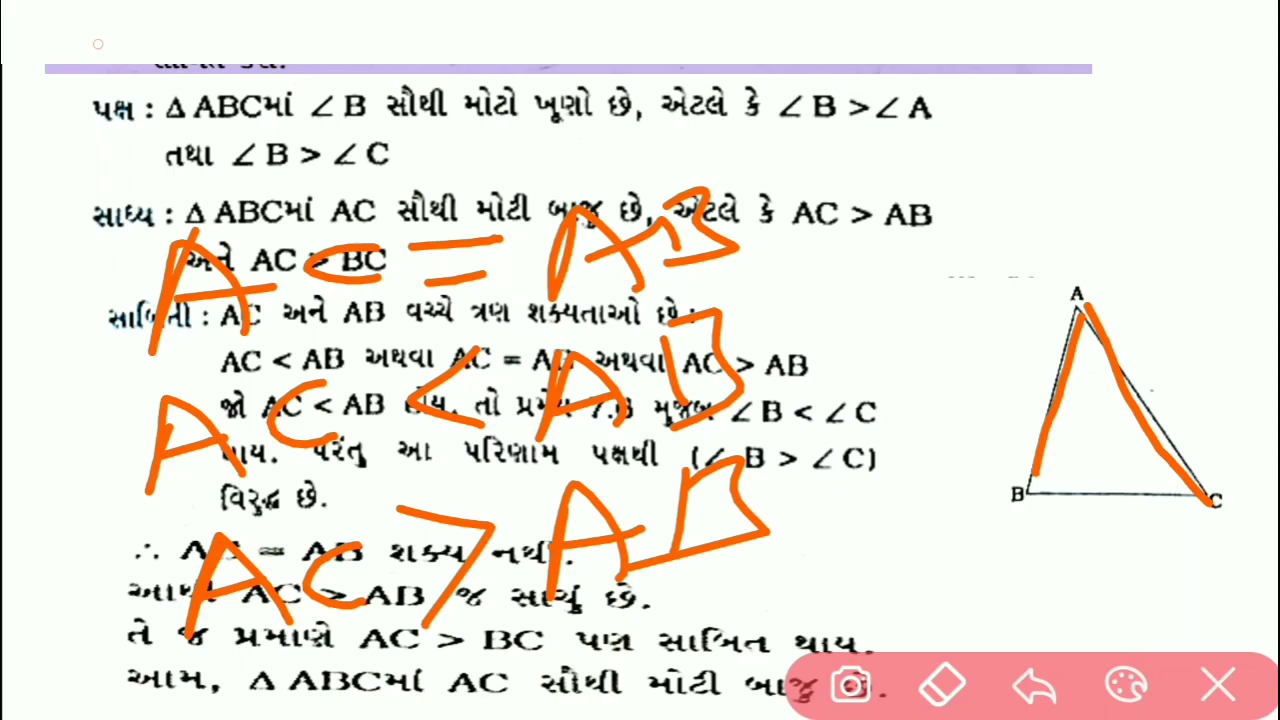 પક્ષ : Δ ABCમાં ∠ B સૌથી મોટો ખૂણો છે, એટલે કે ∠ B > ∠ A
તથા ∠ B > ∠ C
સાધ્ય : Δ ABCમાં AC સૌથી મોટી બાજુ છે, એટલે કે AC > AB
અને AC > BC
AC = AB
સાબિતી : AC અને AB વચ્ચે ત્રણ શક્યતાઓ છે :
AC < AB અથવા AC = AB અથવા AC > AB
જો AC < AB હોય, તો પ્રમેય 7.8 મુજબ ∠ B < ∠ C
AC < AB
થાય. પરંતુ આ પરિણામ પક્ષથી (∠ B > ∠ C)
વિરુદ્ધ છે.
∴ AC = AB શક્ય નથી.
AC > AB
આથી AC > AB જ સાચું છે.
તે જ પ્રમાણે AC > BC પણ સાબિત થાય.
આમ, Δ ABCમાં AC સૌથી મોટી બાજુ છે.
A
B
C